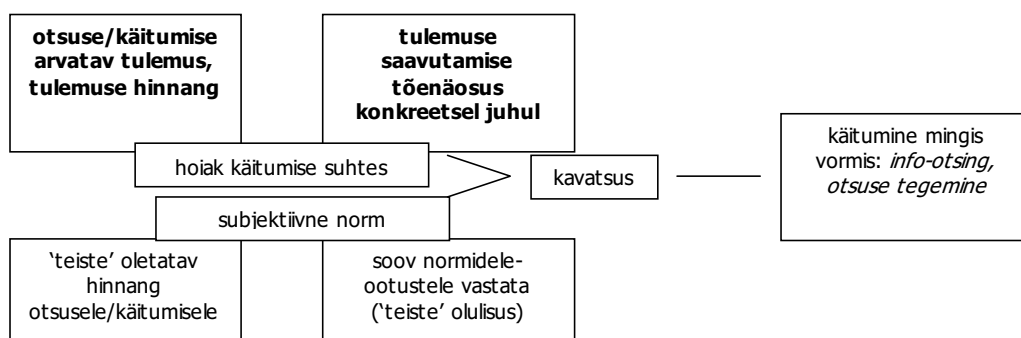 otsuse/käitumise
arvatav tulemus,
tulemuse hinnang
tulemuse
saavutamise
tõenäosus
konkreetsel juhul
hoiak käitumise suhtes
subjektiivne norm
'teiste' oletatav
hinnang
otsusele/käitumisele
soov normidele-
ootustele vastata
('teiste' olulisus)
kavatsus
käitumine mingis
vormis: info-otsing,
otsuse tegemine